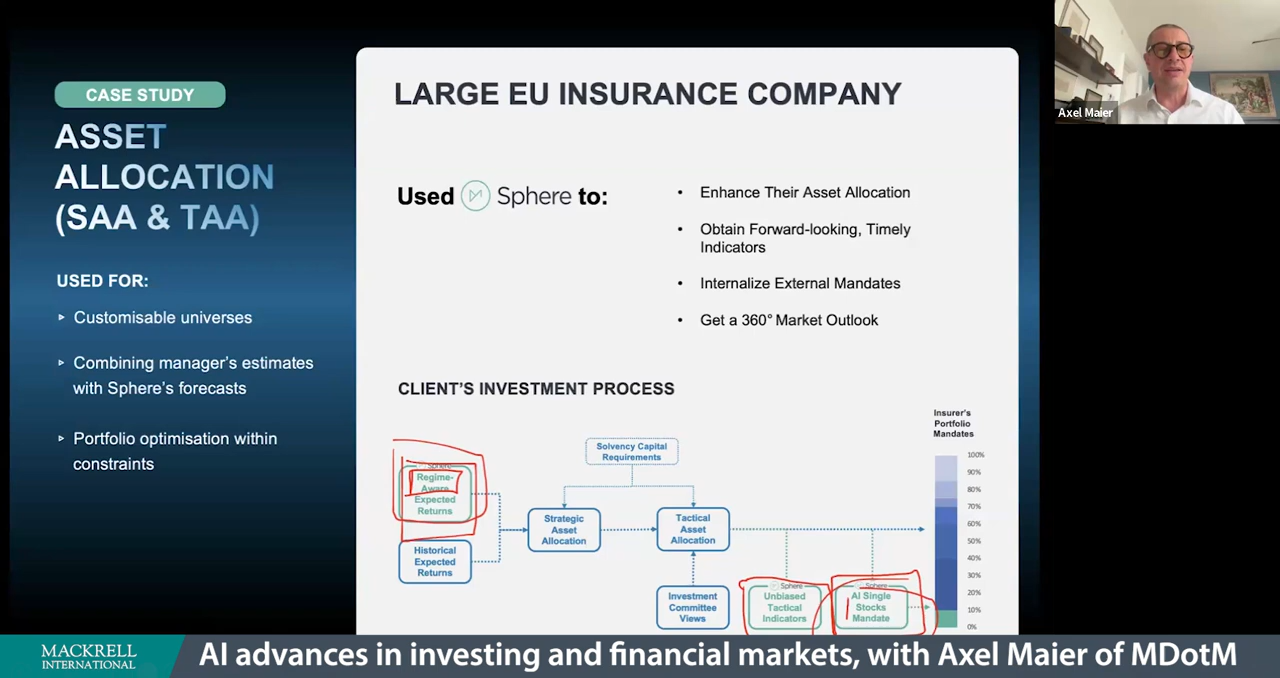 CASE STUDY
ASSET
ALLOCATION
(SAA & TAA)
USED FOR:
▹ Customisable universes
▹ Combining manager's estimates
with Sphere's forecasts
▹ Portfolio optimisation within
constraints
LARGE EU INSURANCE COMPANY
Used Sphere to:
• Enhance Their Asset Allocation
• Obtain Forward-looking, Timely
Indicators
• Internalize External Mandates
• Get a 360° Market Outlook
CLIENT'S INVESTMENT PROCESS
Sphere
Regime-
Aware
Expected
Returns
Historical
Expected
Returns
Solvency Capital
Requirements
Strategic
Asset
Allocation
Tactical
Asset
Allocation
Investment
Committee
Views
Sphere
Unbiased
Tactical
Indicators
Sphere
AI Single
Stocks
Mandate
Insurer's
Portfolio
Mandates
100%
90%
80%
70%
60%
50%
40%
30%
20%
10%
0%
Axel Maier
MACKRELL
INTERNATIONAL
AI advances in investing and financial markets, with Axel Maier of MDotM